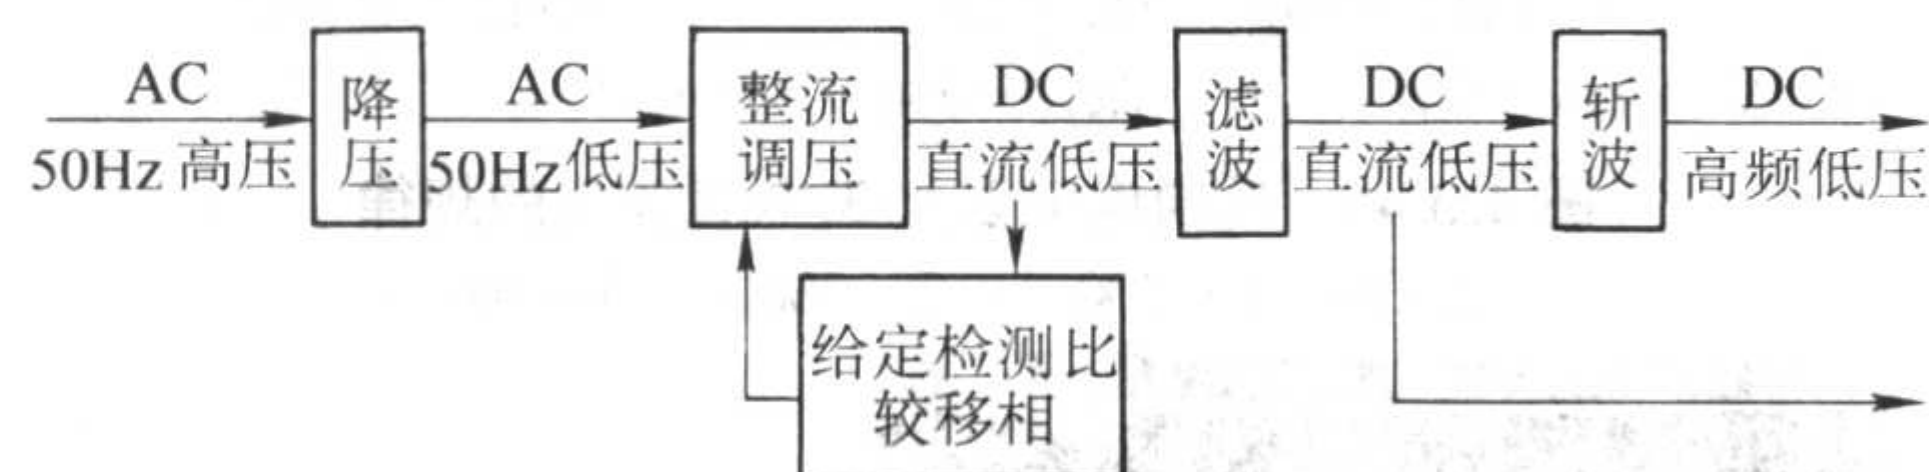 AC
50Hz 高压
降
压
AC
50Hz低压
整流
调压
DC
直流低压
滤
波
DC
直流低压
斩
波
DC
高频低压
给定检测比
较移相